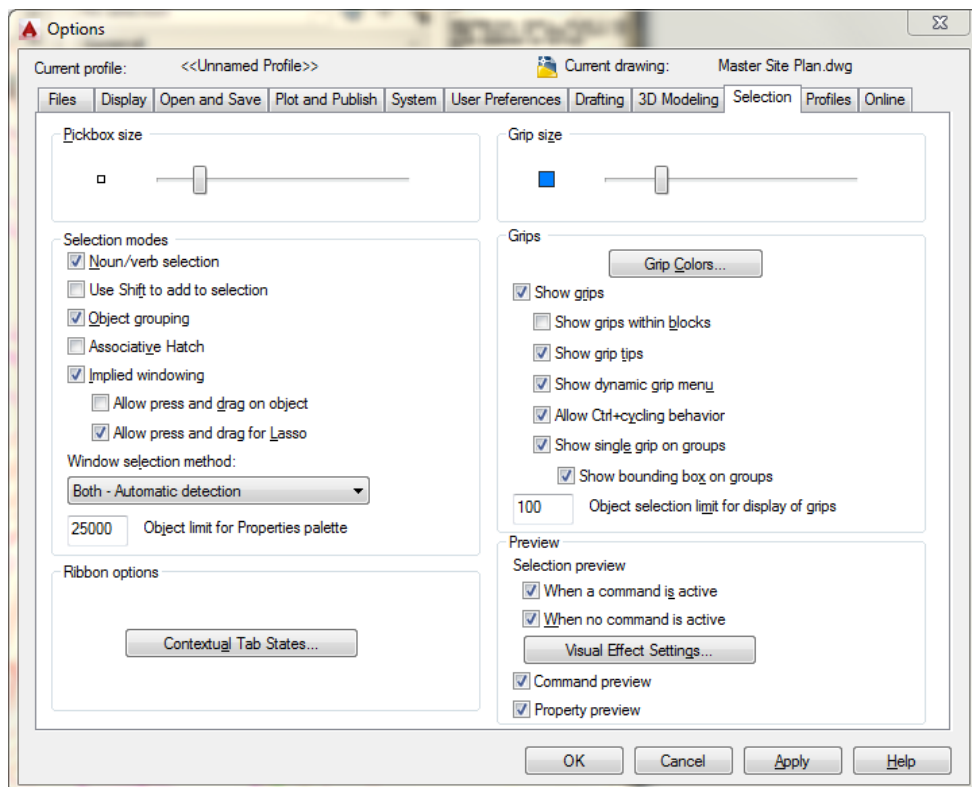 Options
Current profile: <<Unnamed Profile>> Current drawing: Master Site Plan.dwg
Files Display Open and Save Plot and Publish System User Preferences Drafting 3D Modeling Selection Profiles Online
Pickbox size
Selection modes
Noun/verb selection
Use Shift to add to selection
Object grouping
Associative Hatch
Implied windowing
Allow press and drag on object
Allow press and drag for Lasso
Window selection method:
Both - Automatic detection
25000 Object limit for Properties palette
Ribbon options
Contextual Tab States...
Grip size
Grips
Grip Colors...
Show grips
Show grips within blocks
Show grip tips
Show dynamic grip menu
Allow Ctrl+cycling behavior
Show single grip on groups
Show bounding box on groups
100 Object selection limit for display of grips
Preview
Selection preview
When a command is active
When no command is active
Visual Effect Settings...
Command preview
Property preview
OK Cancel Apply Help